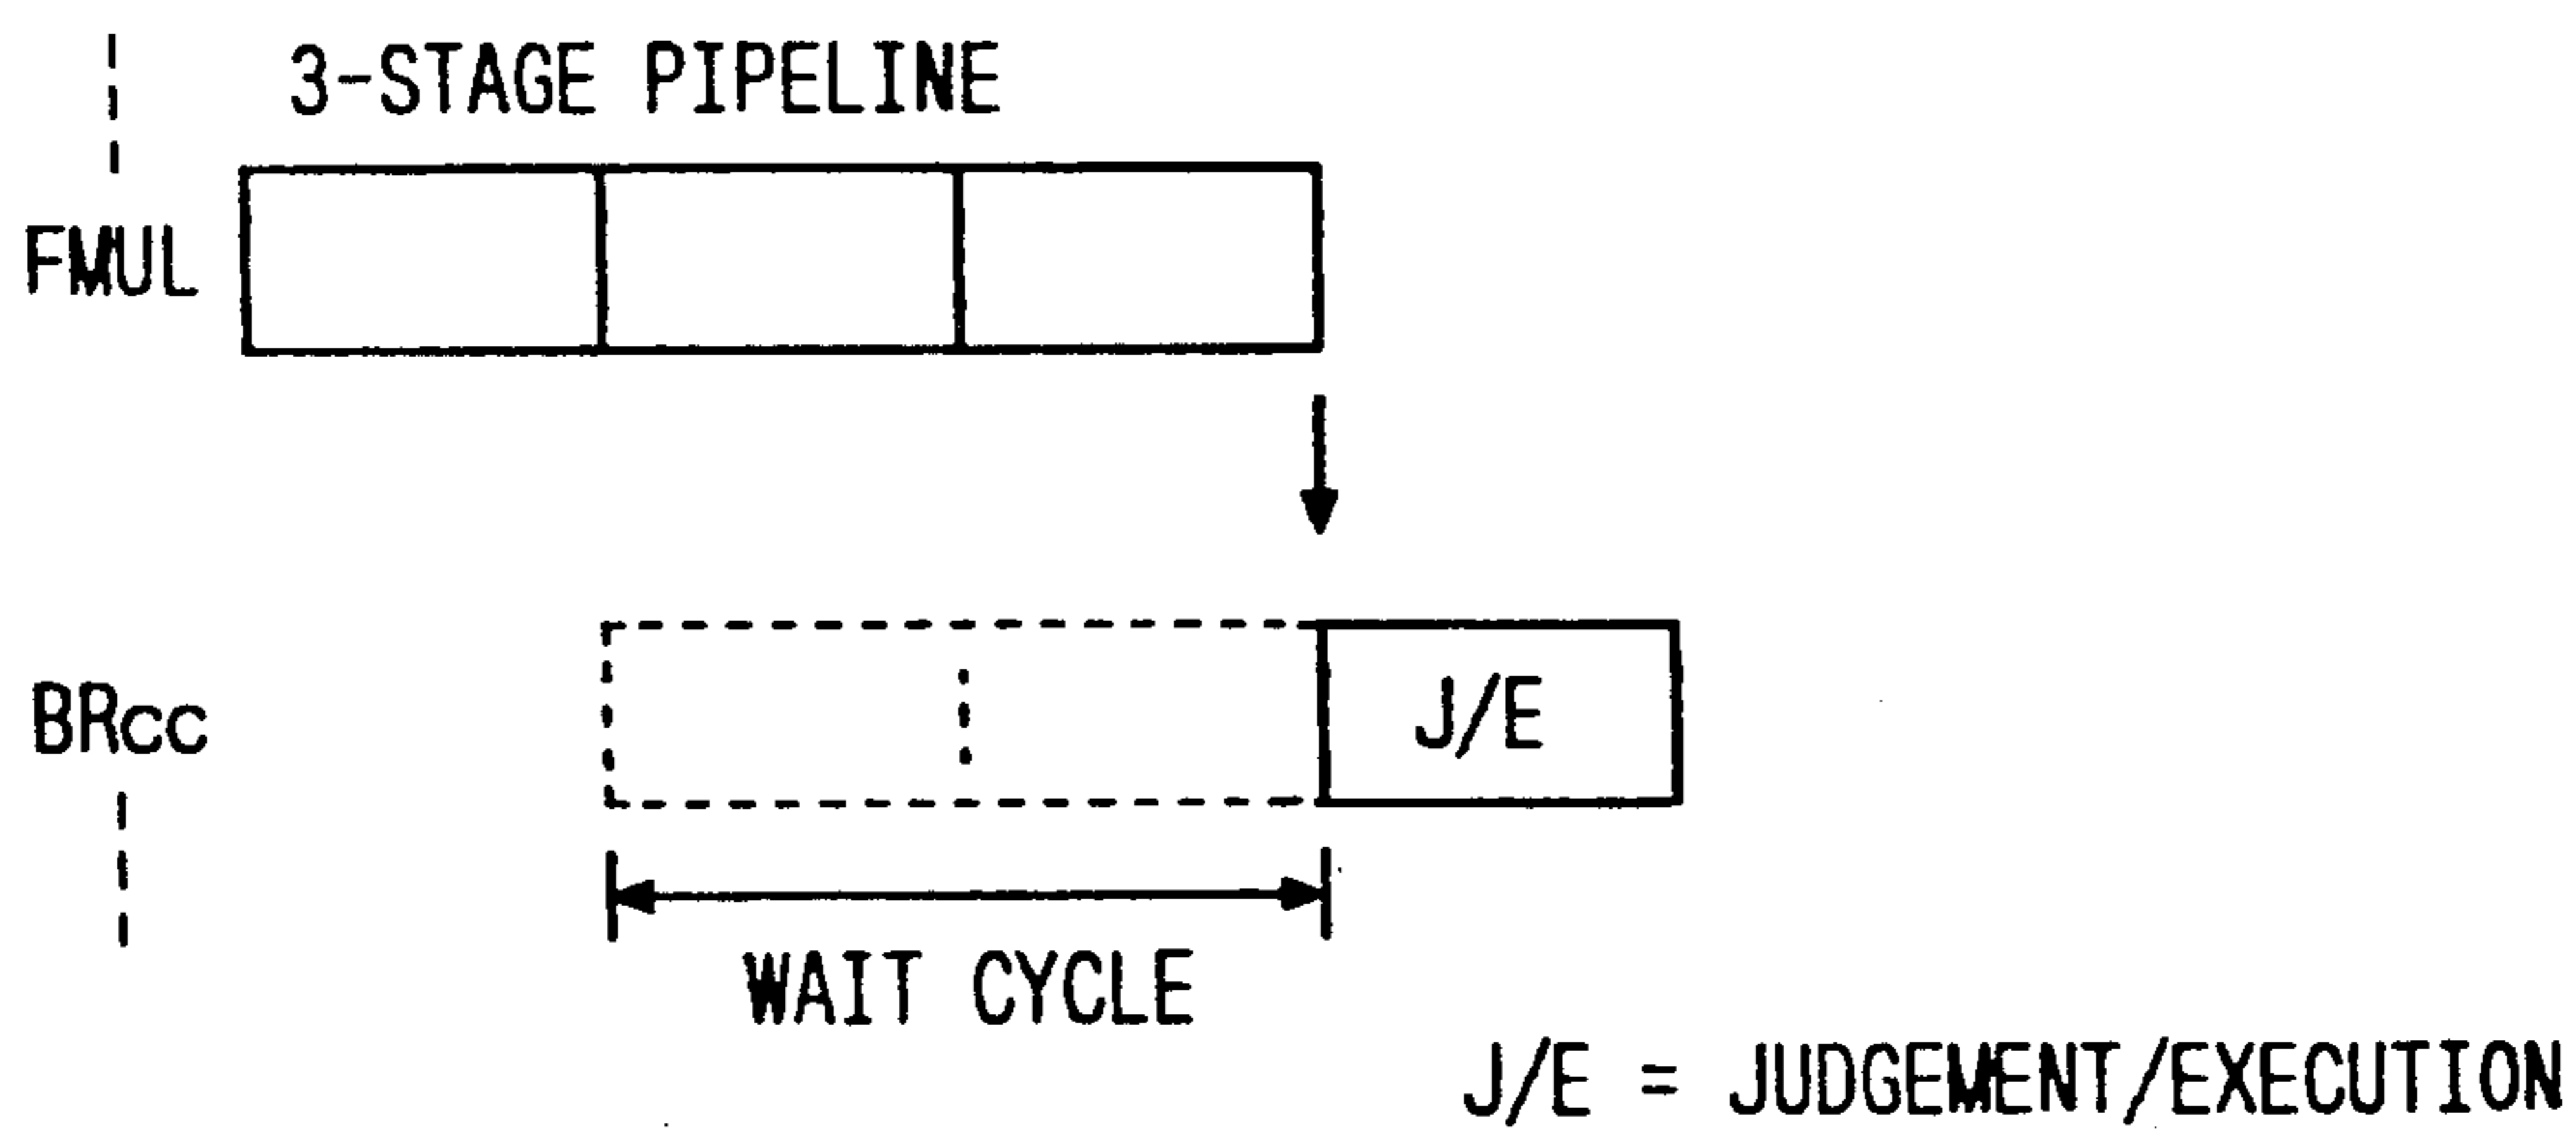 3-STAGE PIPELINE
FMUL
BRcc
J/E
WAIT CYCLE
J/E = JUDGEMENT/EXECUTION